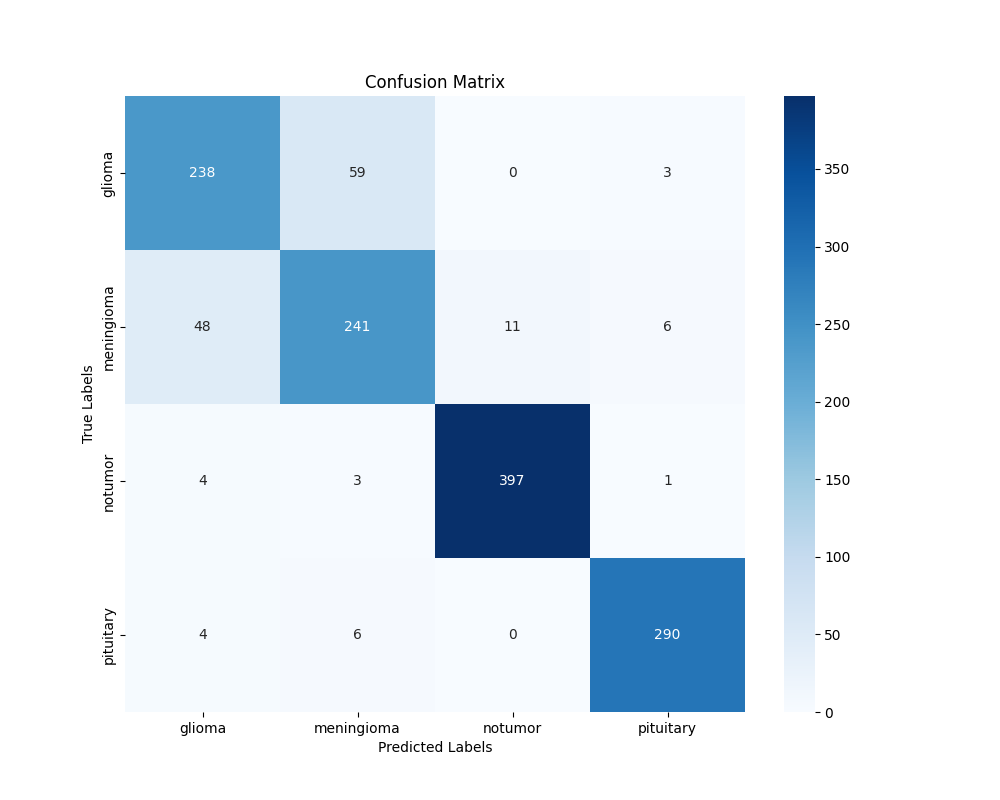 Confusion Matrix
True Labels
glioma 238 59 0 3
meningioma 48 241 11 6
notumor 4 3 397 1
pituitary 4 6 0 290
glioma meningioma notumor pituitary
Predicted Labels
350
300
250
200
150
100
50
0